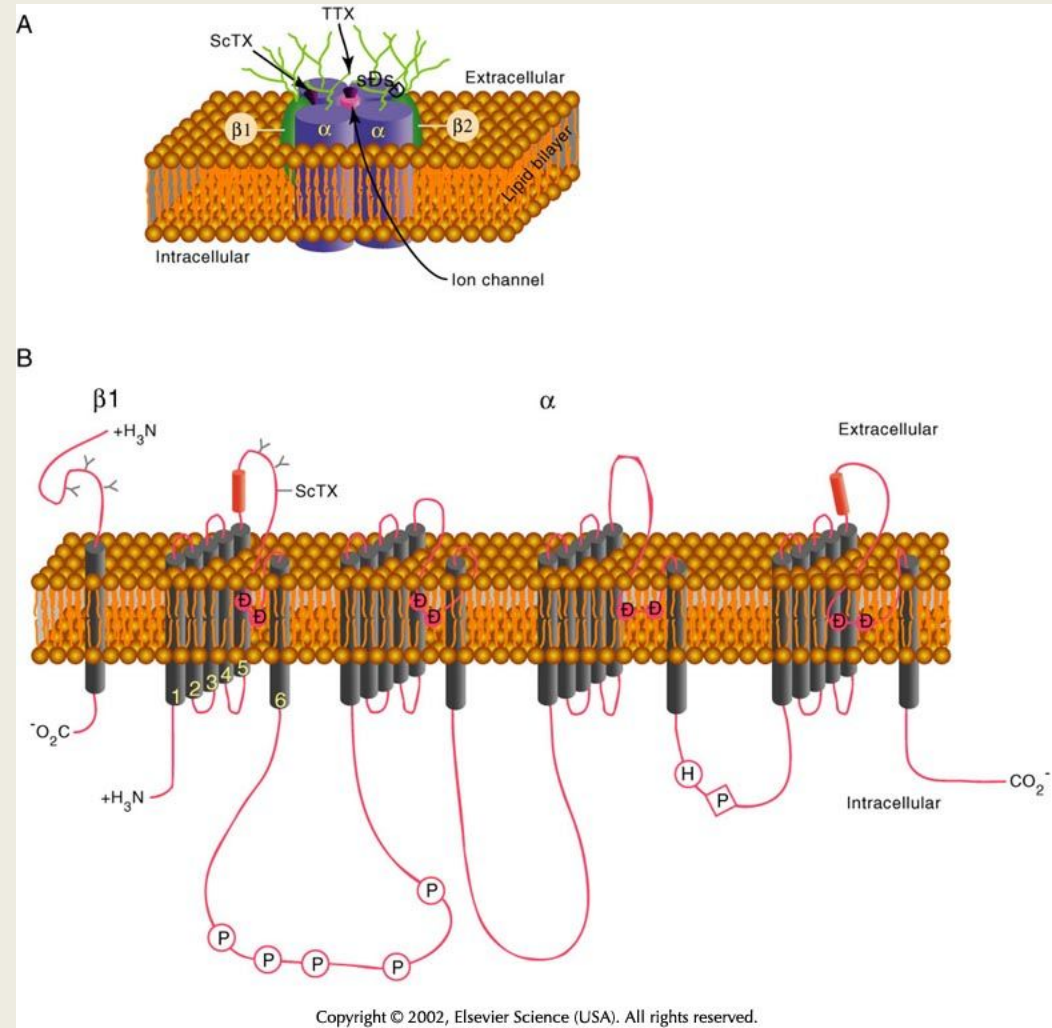 A
TTX
ScTX
sĐsĐ
Extracellular
β1
α
α
β2
Lipid bilayer
Intracellular
Ion channel
B
β1
α
+H₃N
Extracellular
ScTX
Đ
Đ
Đ
Đ
Đ
Đ
Đ
Đ
1
2
3
4
5
6
⁻O₂C
+H₃N
H
P
CO₂⁻
Intracellular
P
P
P
P
P
Copyright © 2002, Elsevier Science (USA). All rights reserved.